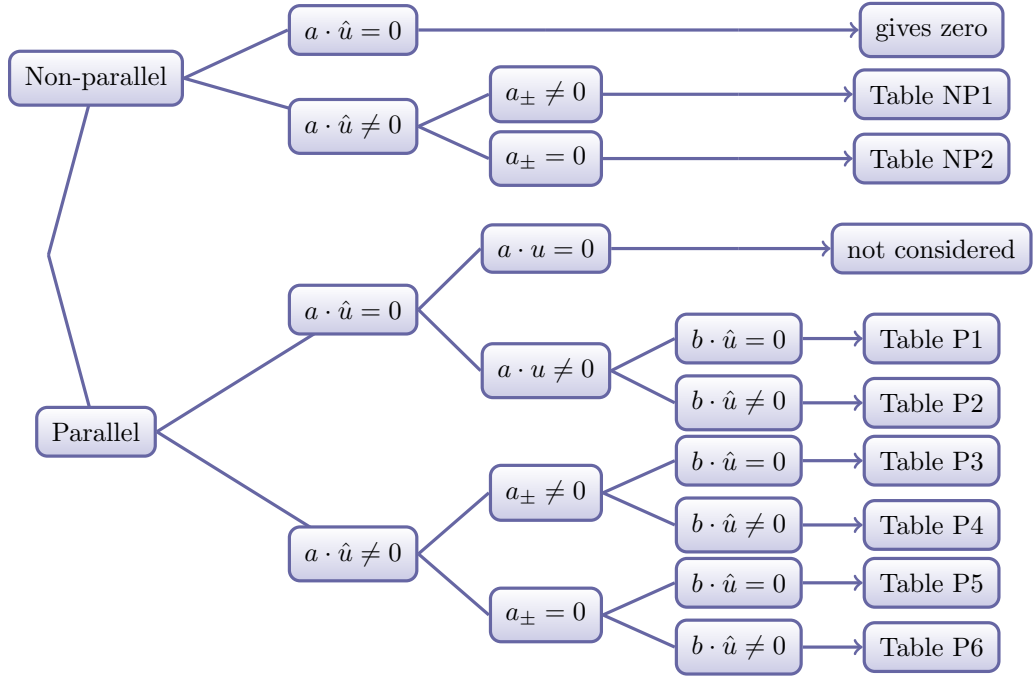 a · û = 0
gives zero
Non-parallel
a± ≠ 0
Table NP1
a · û ≠ 0
a± = 0
Table NP2
a · u = 0
not considered
a · û = 0
b · û = 0
Table P1
a · u ≠ 0
b · û ≠ 0
Table P2
Parallel
b · û = 0
Table P3
a± ≠ 0
b · û ≠ 0
Table P4
a · û ≠ 0
b · û = 0
Table P5
a± = 0
b · û ≠ 0
Table P6